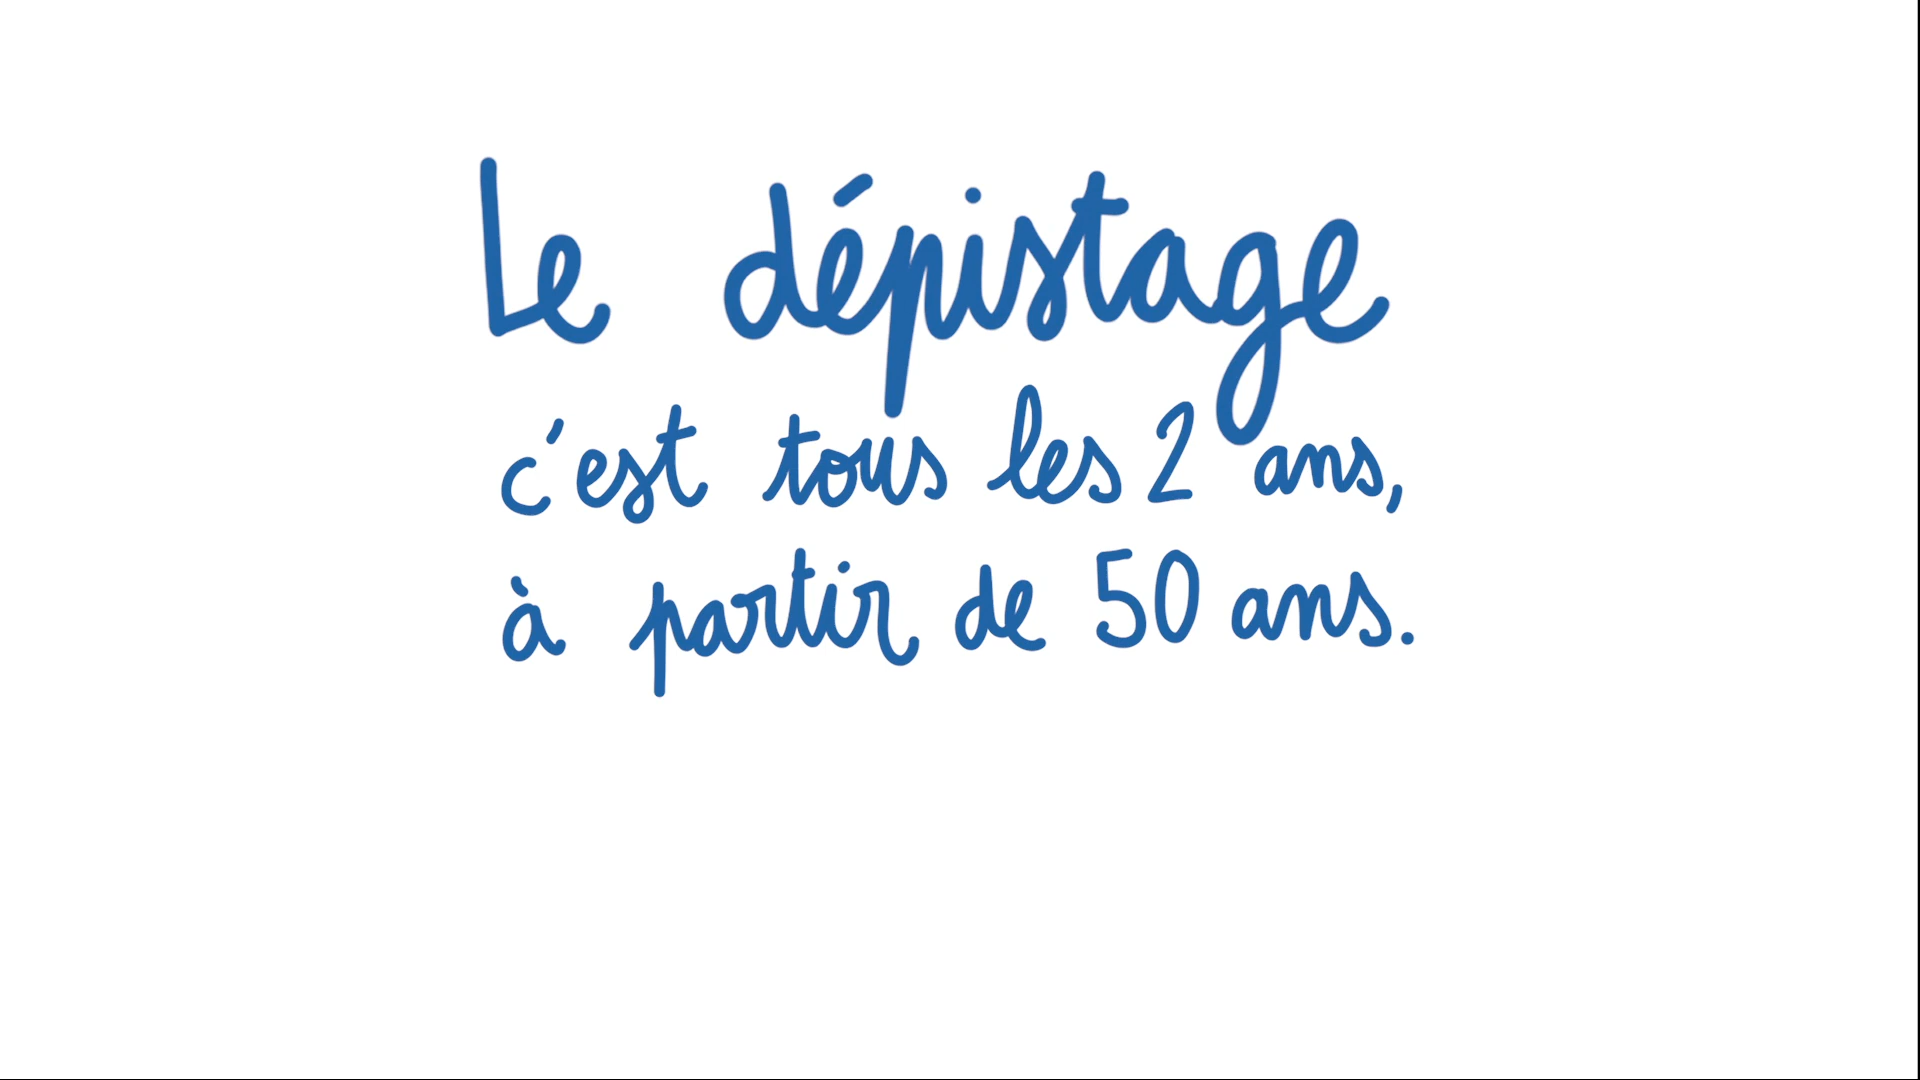 Le dépistage
c'est tous les 2 ans,
à partir de 50 ans.